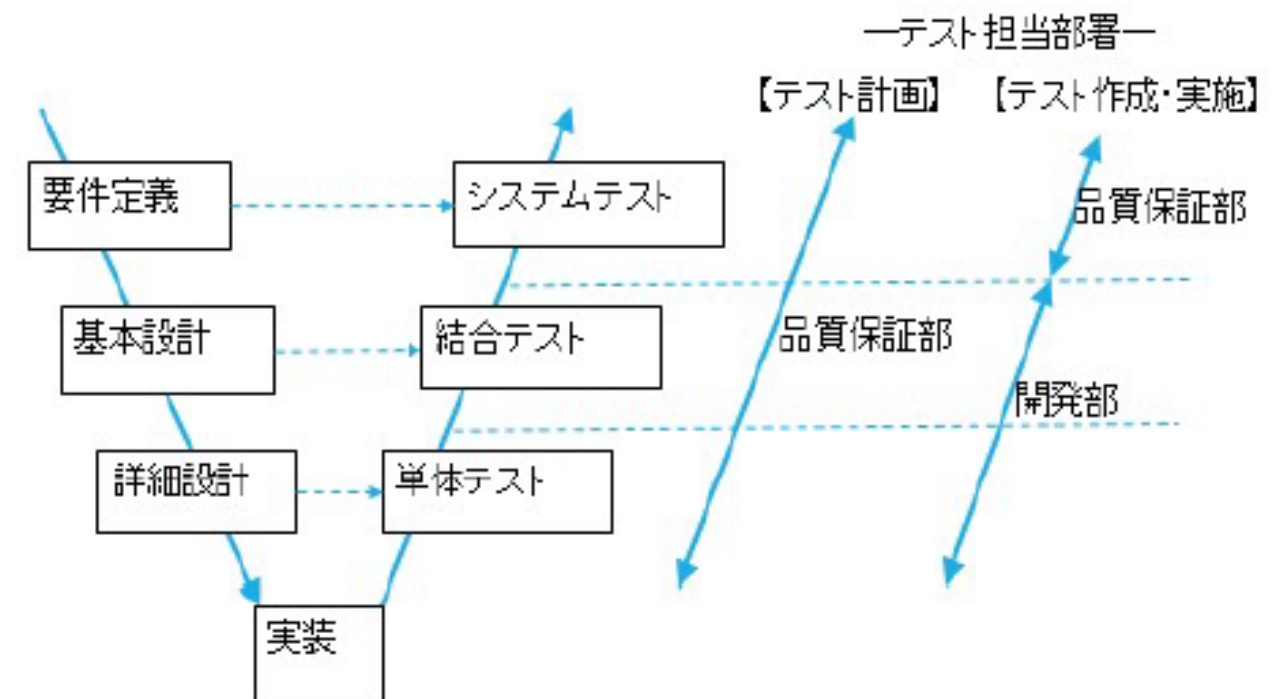 ―テスト担当部署―
【テスト計画】 【テスト作成・実施】
要件定義 システムテスト 品質保証部
基本設計 結合テスト 品質保証部
開発部
詳細設計 単体テスト
実装